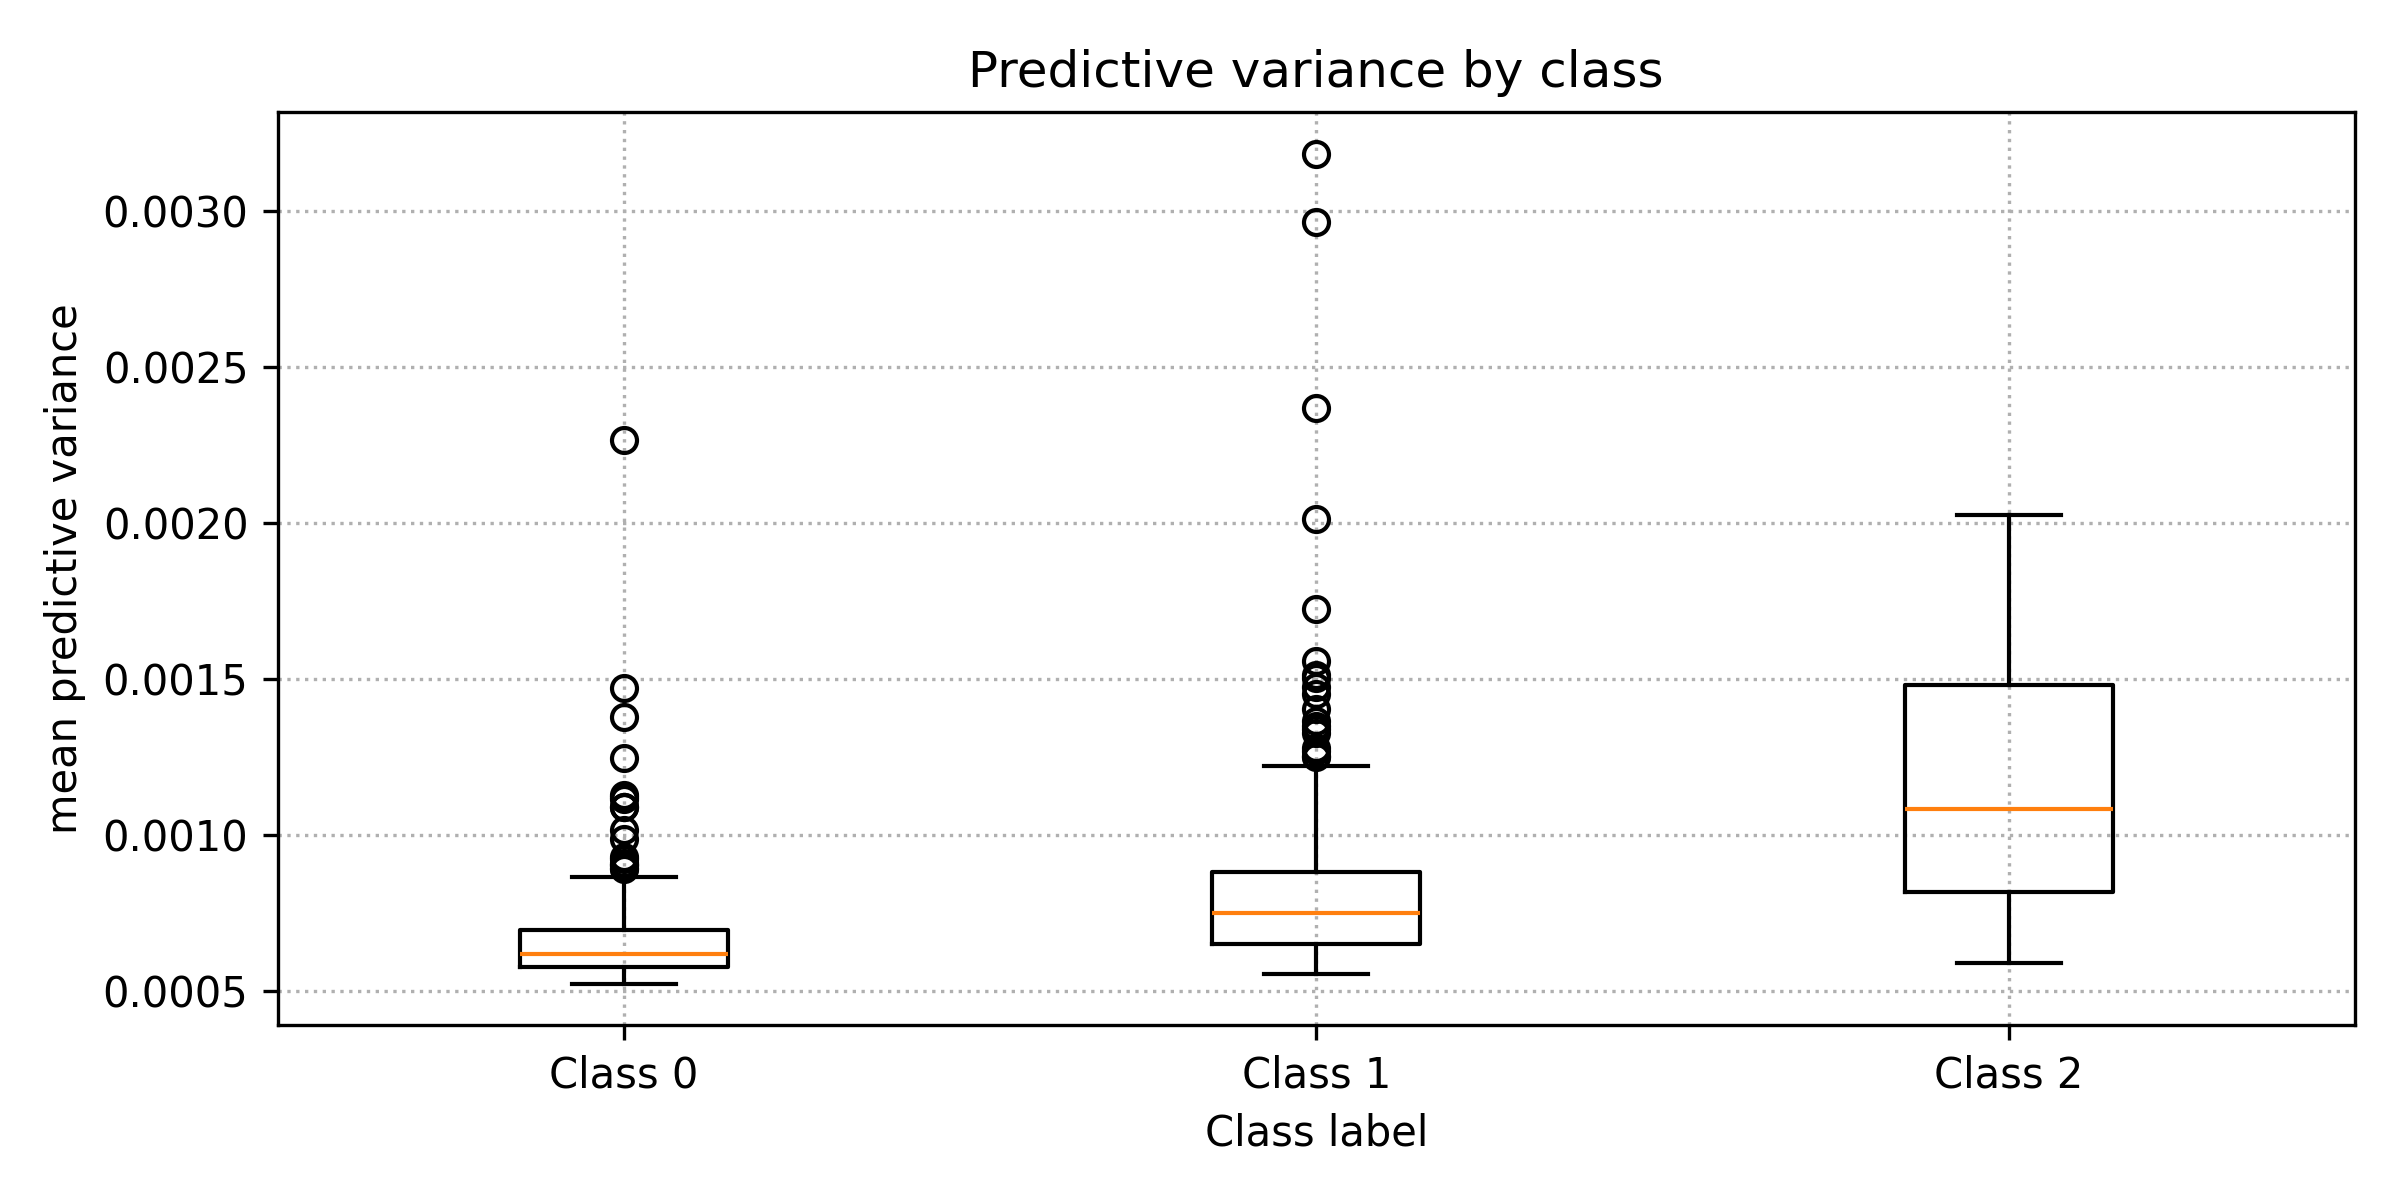 Predictive variance by class
mean predictive variance
0.0030
0.0025
0.0020
0.0015
0.0010
0.0005
Class 0
Class 1
Class 2
Class label